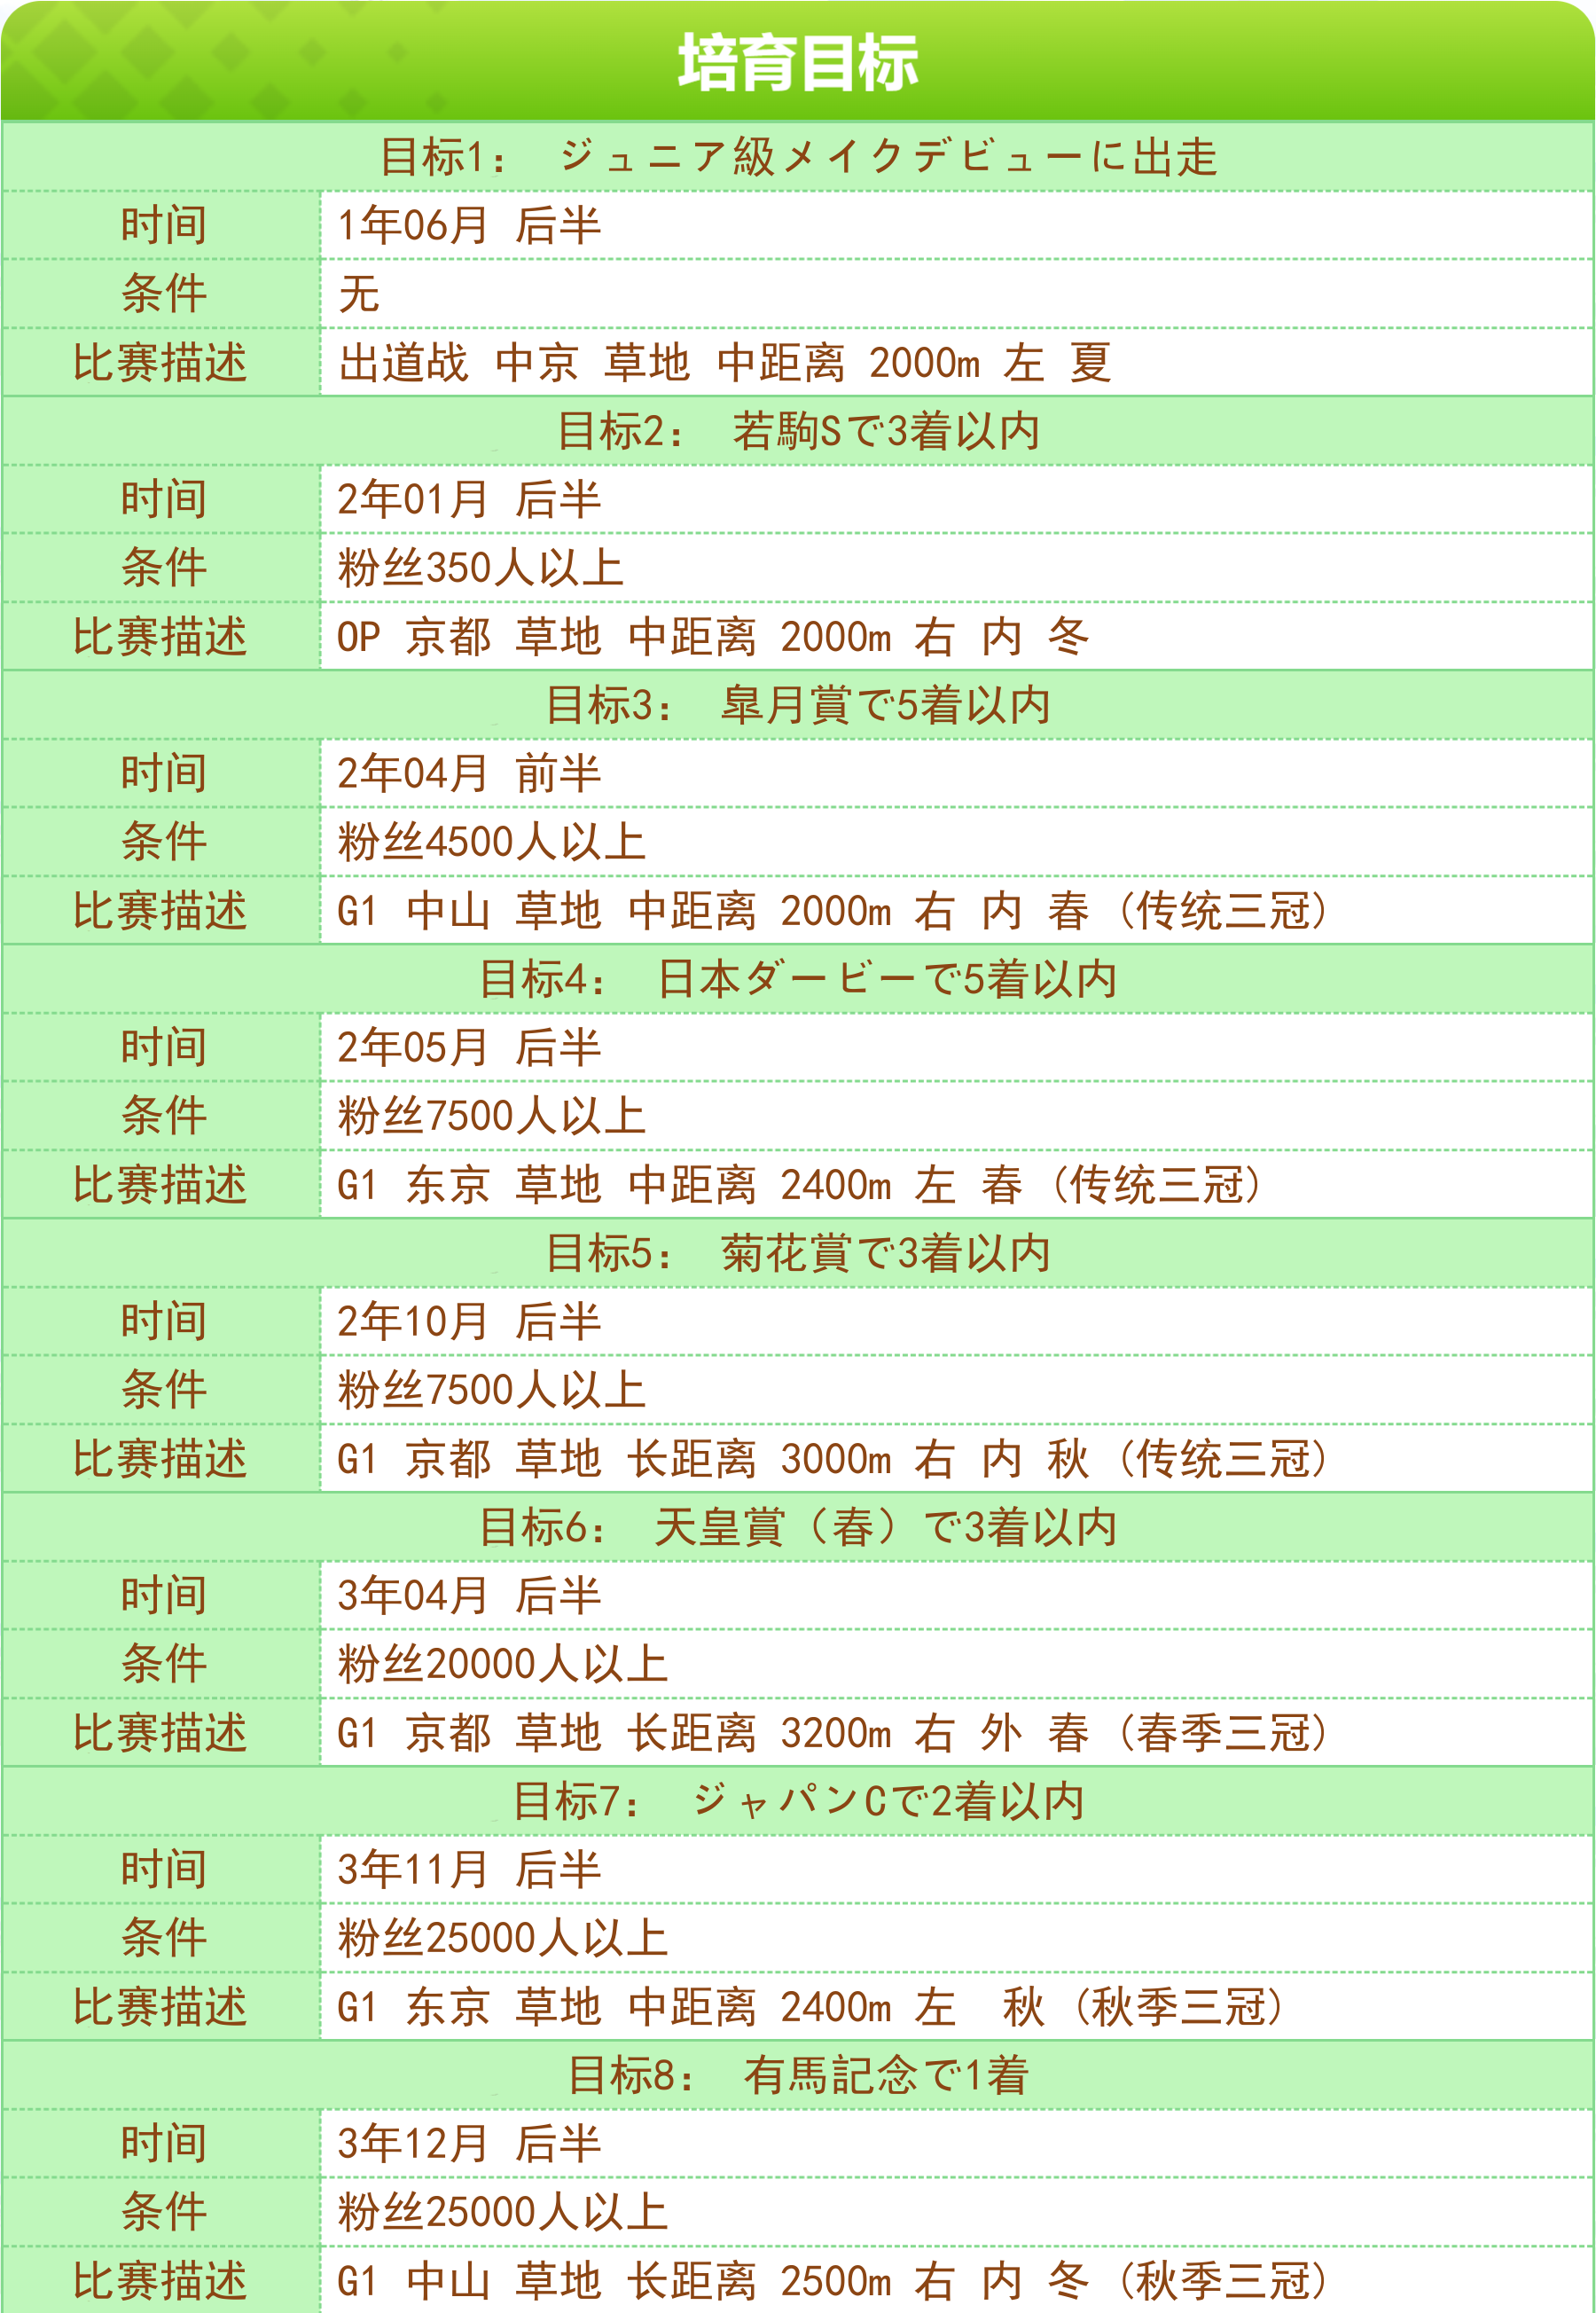 培育目标
目标1： ジュニア級メイクデビューに出走
时间 1年06月 后半
条件 无
比赛描述 出道战 中京 草地 中距离 2000m 左 夏
目标2： 若駒Sで3着以内
时间 2年01月 后半
条件 粉丝350人以上
比赛描述 OP 京都 草地 中距离 2000m 右 内 冬
目标3： 皐月賞で5着以内
时间 2年04月 前半
条件 粉丝4500人以上
比赛描述 G1 中山 草地 中距离 2000m 右 内 春（传统三冠）
目标4： 日本ダービーで5着以内
时间 2年05月 后半
条件 粉丝7500人以上
比赛描述 G1 东京 草地 中距离 2400m 左 春（传统三冠）
目标5： 菊花賞で3着以内
时间 2年10月 后半
条件 粉丝7500人以上
比赛描述 G1 京都 草地 长距离 3000m 右 内 秋（传统三冠）
目标6： 天皇賞（春）で3着以内
时间 3年04月 后半
条件 粉丝20000人以上
比赛描述 G1 京都 草地 长距离 3200m 右 外 春（春季三冠）
目标7： ジャパンCで2着以内
时间 3年11月 后半
条件 粉丝25000人以上
比赛描述 G1 东京 草地 中距离 2400m 左 秋（秋季三冠）
目标8： 有馬記念で1着
时间 3年12月 后半
条件 粉丝25000人以上
比赛描述 G1 中山 草地 长距离 2500m 右 内 冬（秋季三冠）